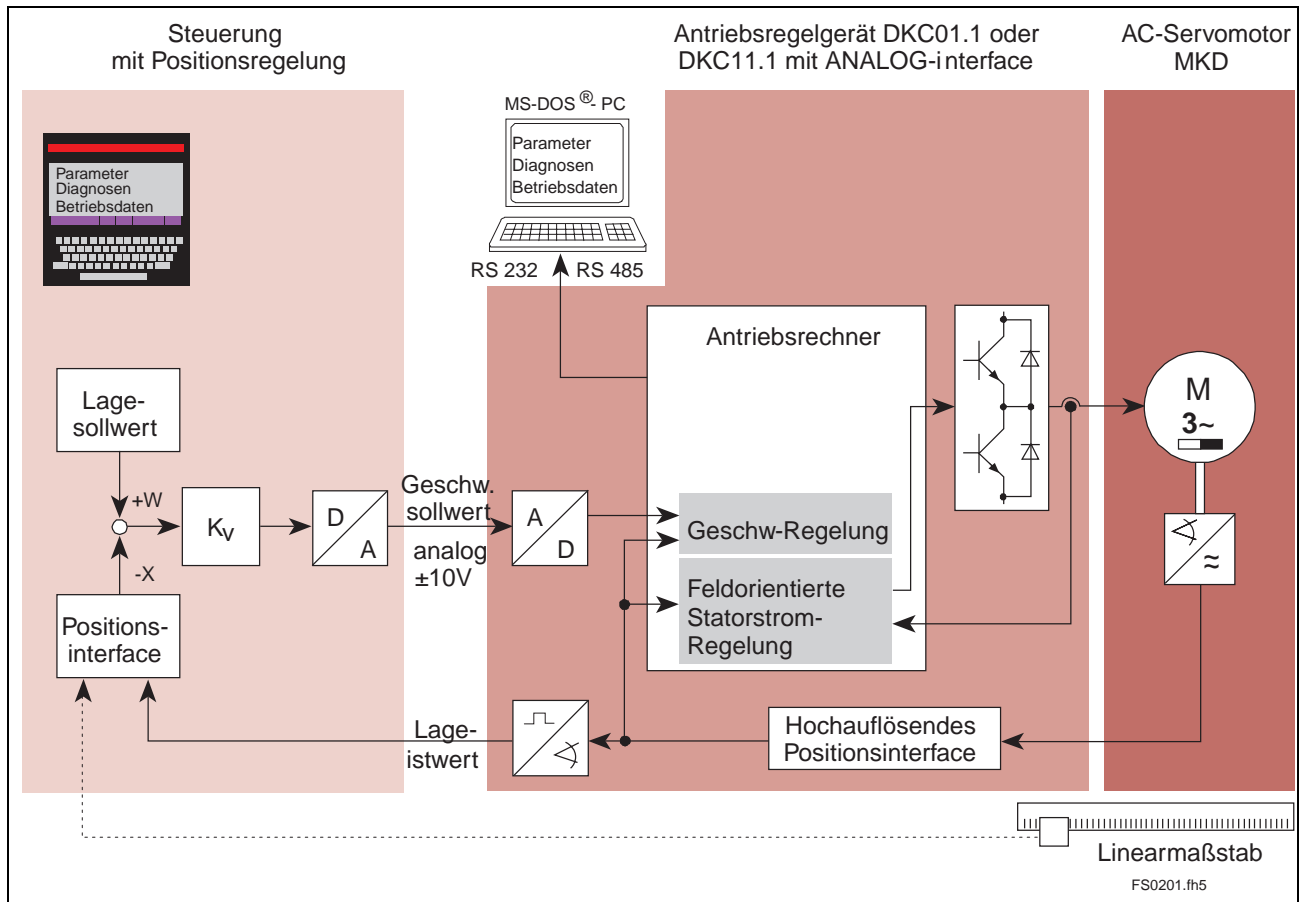 Steuerung
mit Positionsregelung
Antriebsregelgerät DKC01.1 oder
DKC11.1 mit ANALOG-interface
AC-Servomotor
MKD
MS-DOS ®- PC
Parameter
Diagnosen
Betriebsdaten
Parameter
Diagnosen
Betriebsdaten
RS 232
RS 485
Antriebsrechner
Lage-
sollwert
M
3~
+W
Kv
D
A
Geschw.
sollwert
analog
±10V
A
D
Geschw-Regelung
-X
Feldorientierte
Statorstrom-
Regelung
≈
Positions-
interface
Lage-
istwert
Hochauflösendes
Positionsinterface
Linearmaßstab
FS0201.fh5